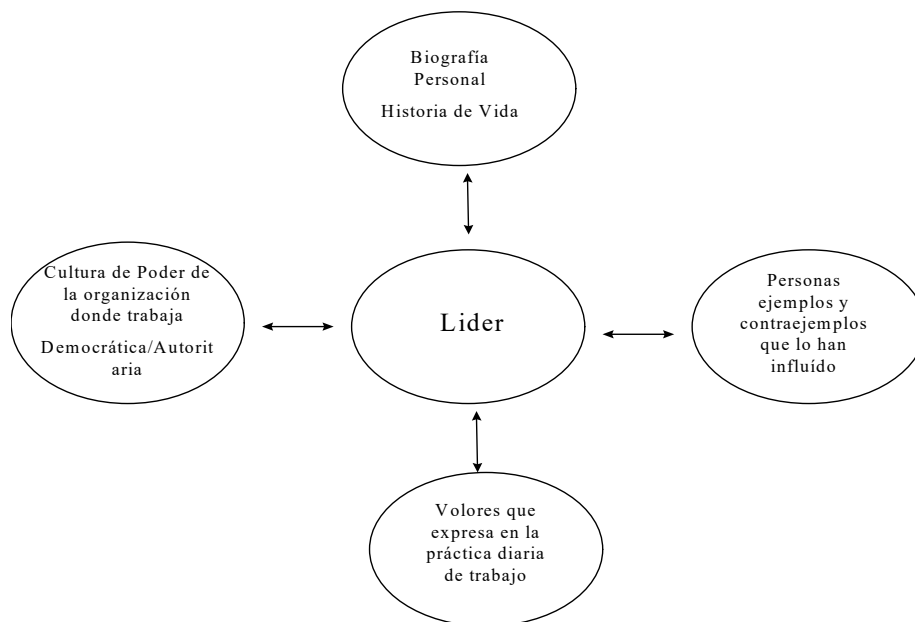 Biografía
Personal
Historia de Vida
Cultura de Poder de
la organización
donde trabaja
Democrática/Autorit
aria
Lider
Personas
ejemplos y
contraejemplos
que lo han
influído
Volores que
expresa en la
práctica diaria
de trabajo